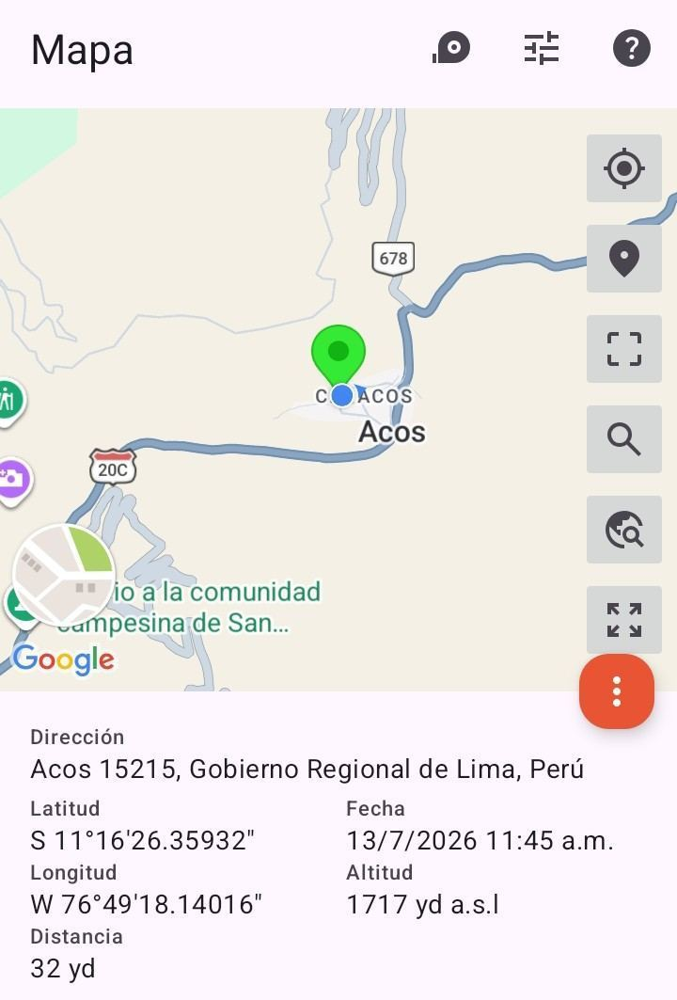 Mapa
678
C
ACOS
Acos
20C
io a la comunidad
campesina de San...
Google
Dirección
Acos 15215, Gobierno Regional de Lima, Perú
Latitud
Fecha
S 11°16'26.35932"
13/7/2026 11:45 a.m.
Longitud
Altitud
W 76°49'18.14016"
1717 yd a.s.l
Distancia
32 yd